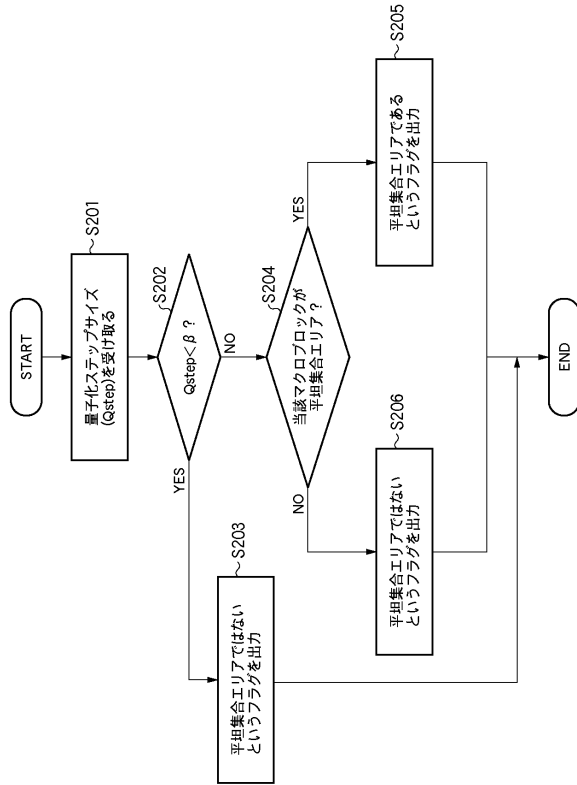 START
S201
量子化ステップサイズ
(Qstep)を受け取る
S202
Qstep<β?
YES
NO
S203
平坦集合エリアではない
というフラグを出力
S204
当該マクロブロックが
平坦集合エリア?
NO
YES
S206
平坦集合エリアではない
というフラグを出力
S205
平坦集合エリアである
というフラグを出力
END